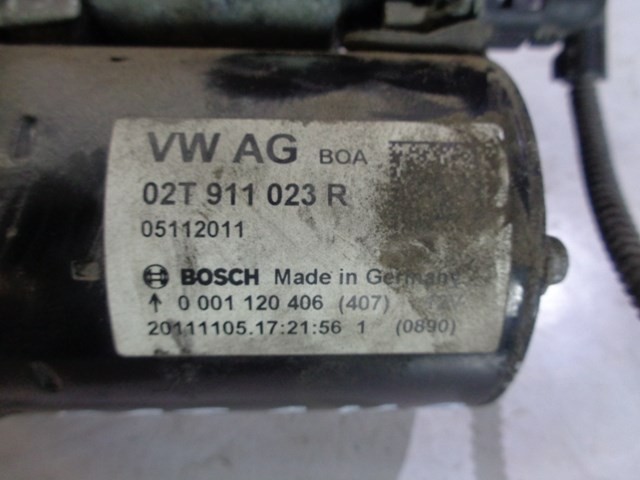 VW AG BOA
02T 911 023 R
05112011
BOSCH Made in Germany
0 001 120 406 (407) 12V
20111105.17:21:56 1 (0890)